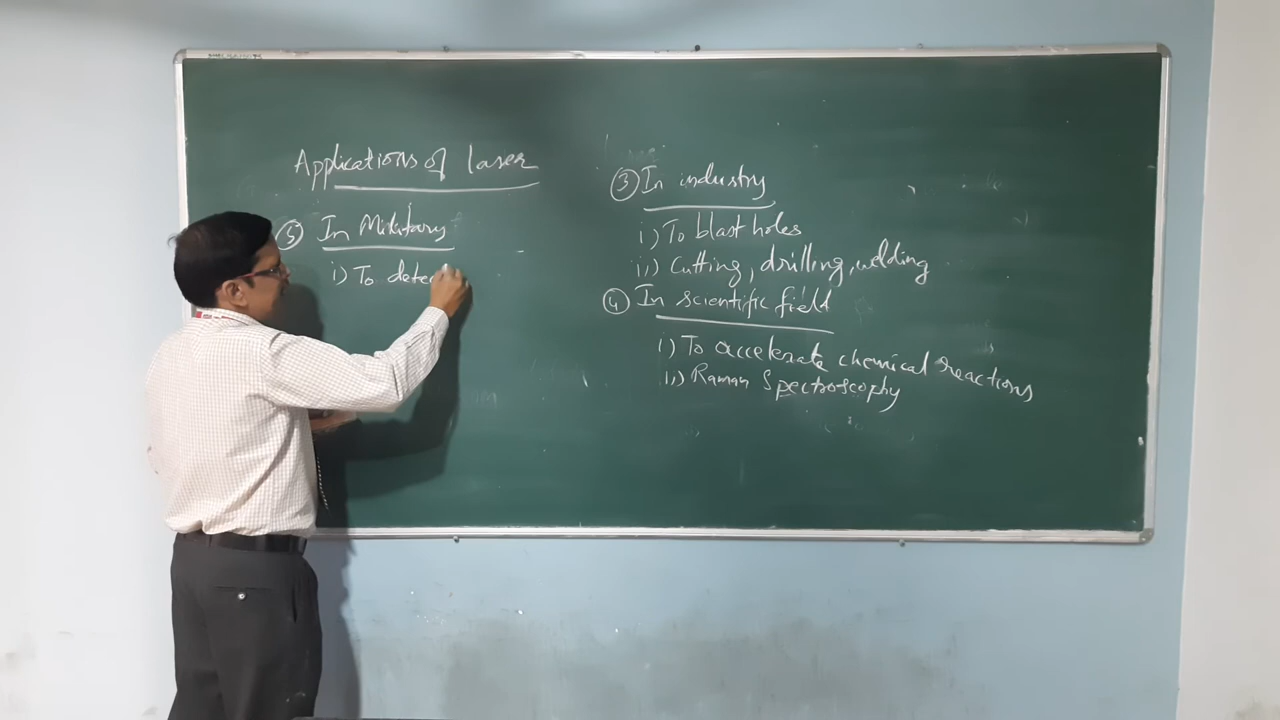 Applications of laser
⑤ In Military
i) To detec
③ In industry
i) To blast holes
ii) Cutting, drilling, welding
④ In scientific field
i) To accelerate chemical reactions
ii) Raman Spectroscopy